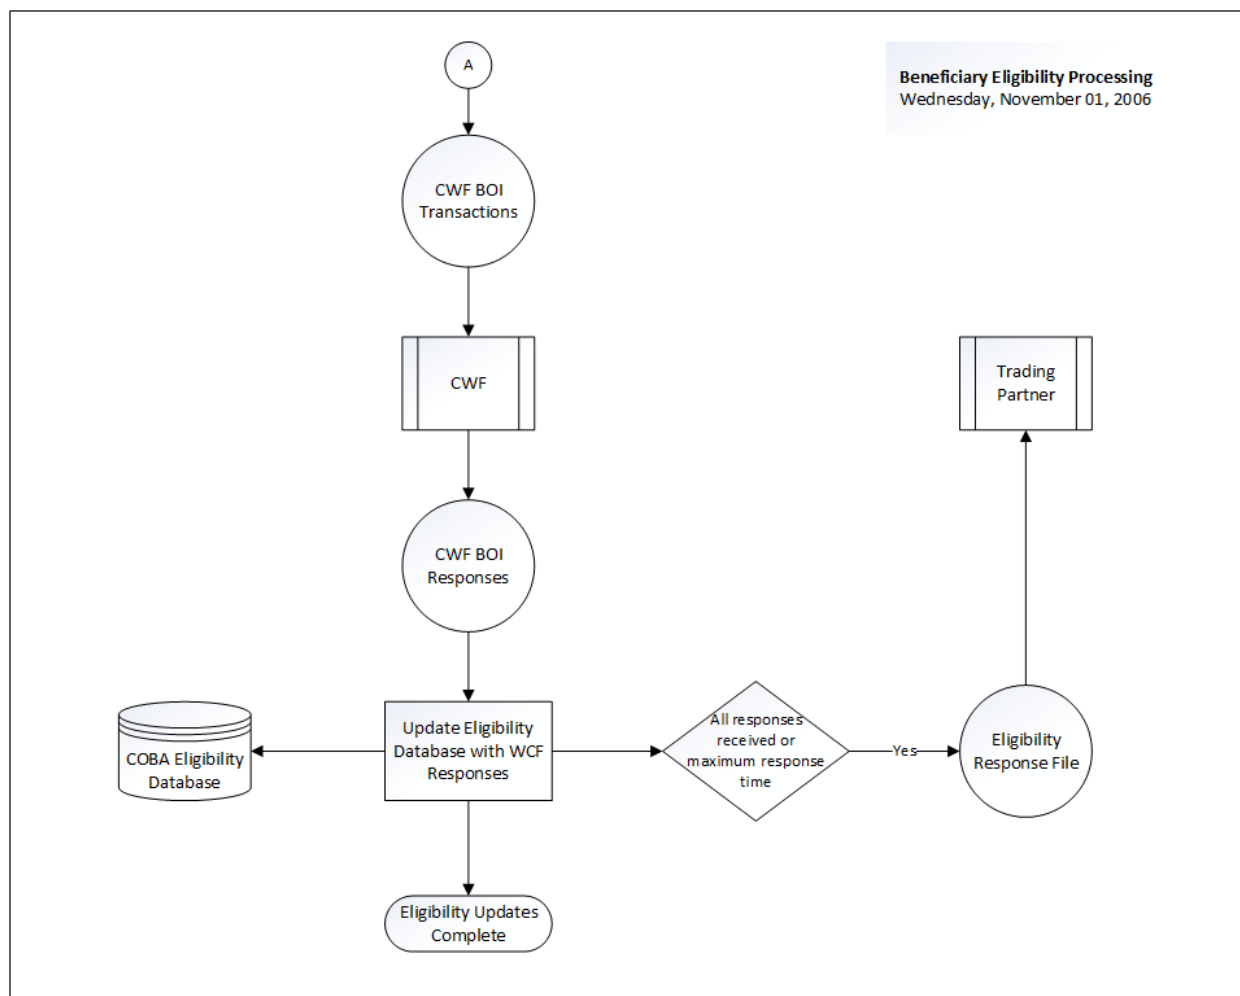 A
Beneficiary Eligibility Processing
Wednesday, November 01, 2006
CWF BOI
Transactions
CWF
Trading
Partner
CWF BOI
Responses
COBA Eligibility
Database
Update Eligibility
Database with WCF
Responses
All responses
received or
maximum response
time
Yes
Eligibility
Response File
Eligibility Updates
Complete